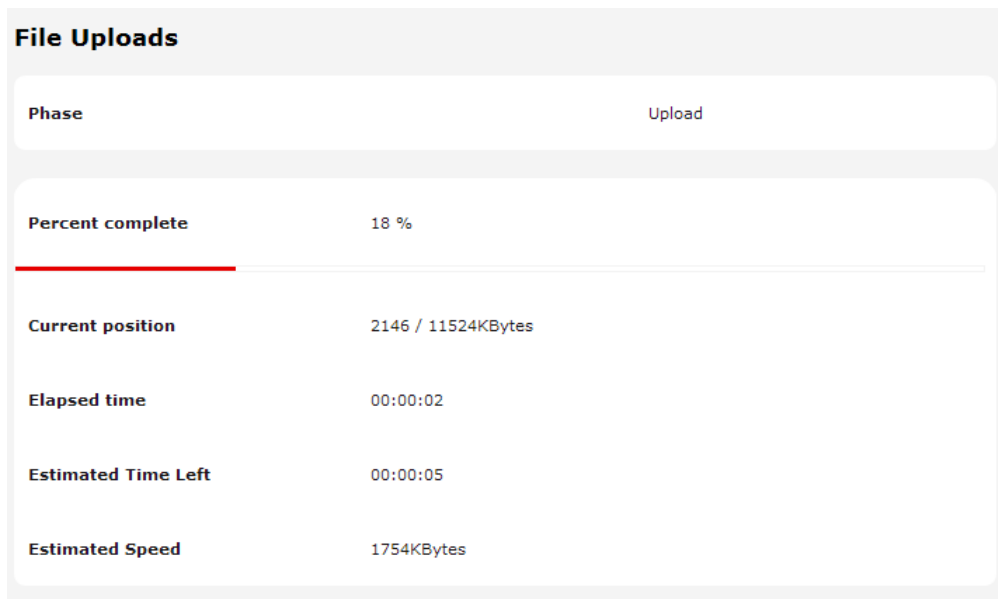 File Uploads
Phase Upload
Percent complete 18 %
Current position 2146 / 11524KBytes
Elapsed time 00:00:02
Estimated Time Left 00:00:05
Estimated Speed 1754KBytes